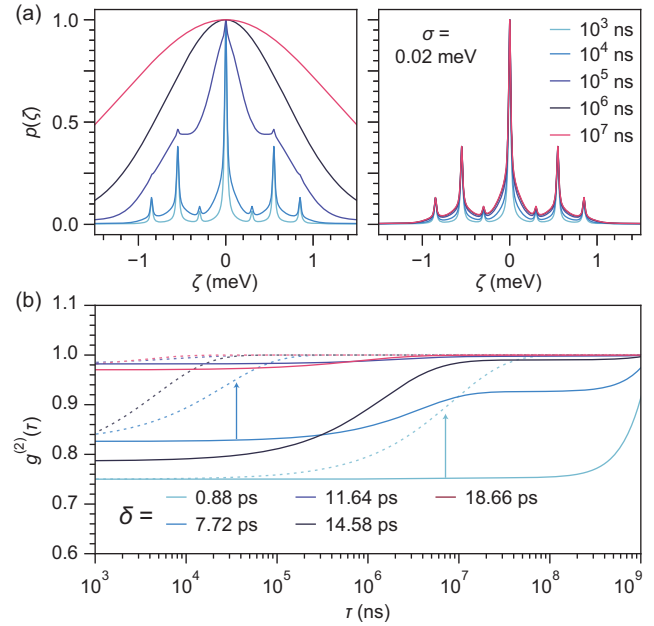 (a)
1.0
0.5
0.0
p(ζ)
−1 0 1
ζ (meV)
σ =
0.02 meV
10³ ns
10⁴ ns
10⁵ ns
10⁶ ns
10⁷ ns
−1 0 1
ζ (meV)
(b)
1.1
1.0
0.9
0.8
0.7
0.6
g⁽²⁾(τ)
δ =
0.88 ps 11.64 ps 18.66 ps
7.72 ps 14.58 ps
10³ 10⁴ 10⁵ 10⁶ 10⁷ 10⁸ 10⁹
τ (ns)